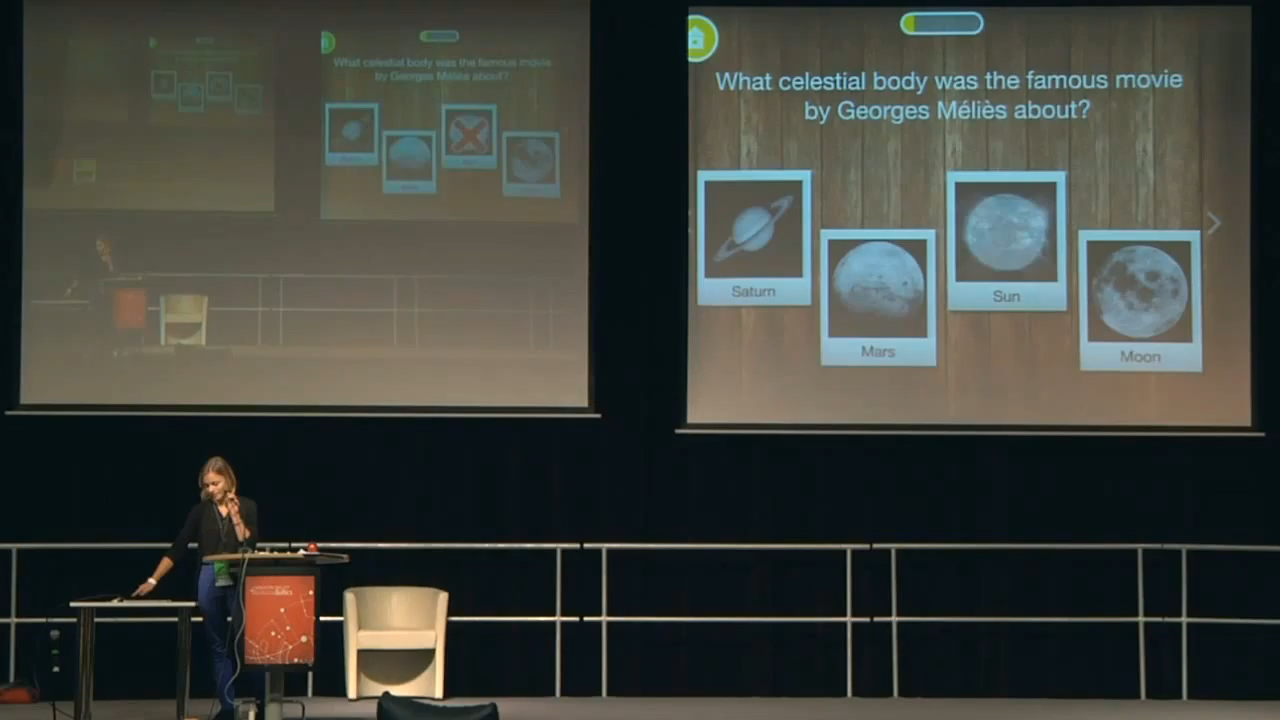 What celestial body was the famous movie
by Georges Méliès about?
What celestial body was the famous movie
by Georges Méliès about?
Saturn
Mars
Sun
Moon